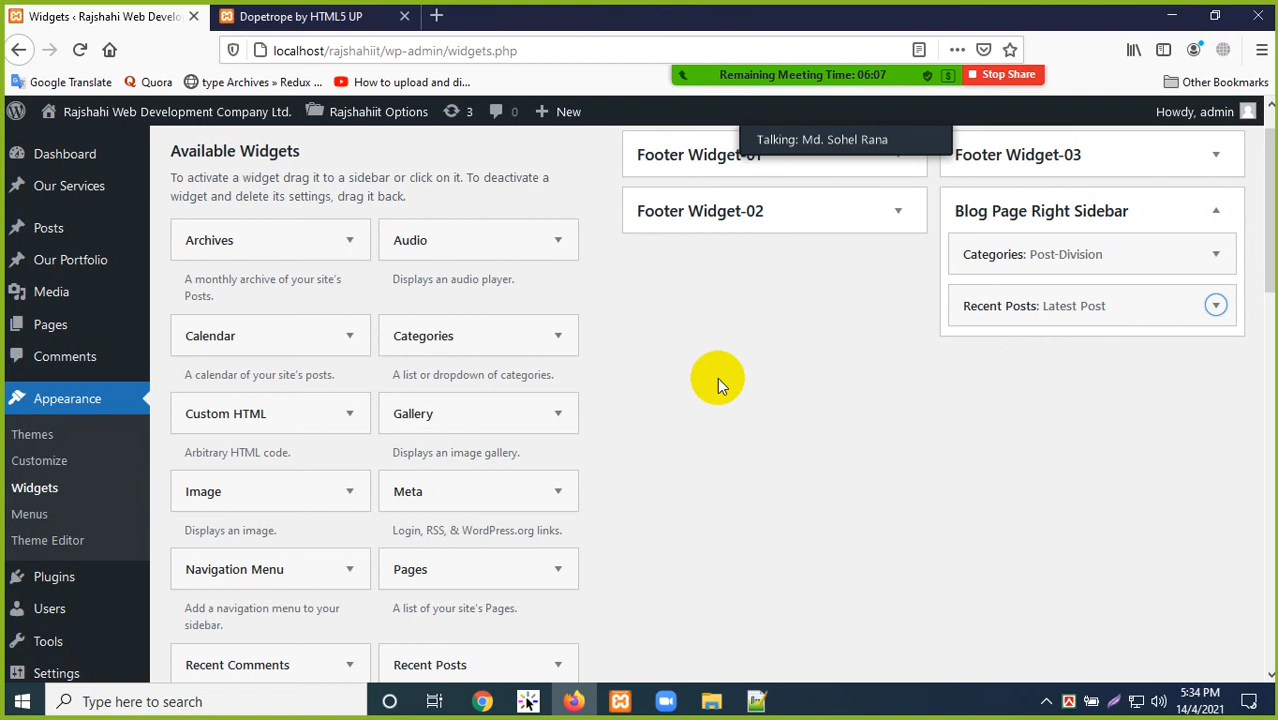 Widgets ‹ Rajshahi Web Develo
Dopetrope by HTML5 UP
localhost/rajshahiit/wp-admin/widgets.php
Google Translate
Quora
type Archives » Redux ...
How to upload and di...
Remaining Meeting Time: 06:07
Stop Share
Other Bookmarks
Rajshahi Web Development Company Ltd.
Rajshahiit Options
3
0
New
Howdy, admin
Talking: Md. Sohel Rana
Dashboard
Our Services
Posts
Our Portfolio
Media
Pages
Comments
Appearance
Themes
Customize
Widgets
Menus
Theme Editor
Plugins
Users
Tools
Settings
Available Widgets
To activate a widget drag it to a sidebar or click on it. To deactivate a
widget and delete its settings, drag it back.
Archives
A monthly archive of your site's
Posts.
Audio
Displays an audio player.
Calendar
A calendar of your site's posts.
Categories
A list or dropdown of categories.
Custom HTML
Arbitrary HTML code.
Gallery
Displays an image gallery.
Image
Displays an image.
Meta
Login, RSS, & WordPress.org links.
Navigation Menu
Add a navigation menu to your
sidebar.
Pages
A list of your site's Pages.
Recent Comments
Recent Posts
Footer Widget-01
Footer Widget-02
Footer Widget-03
Blog Page Right Sidebar
Categories: Post-Division
Recent Posts: Latest Post
Type here to search
5:34 PM
14/4/2021